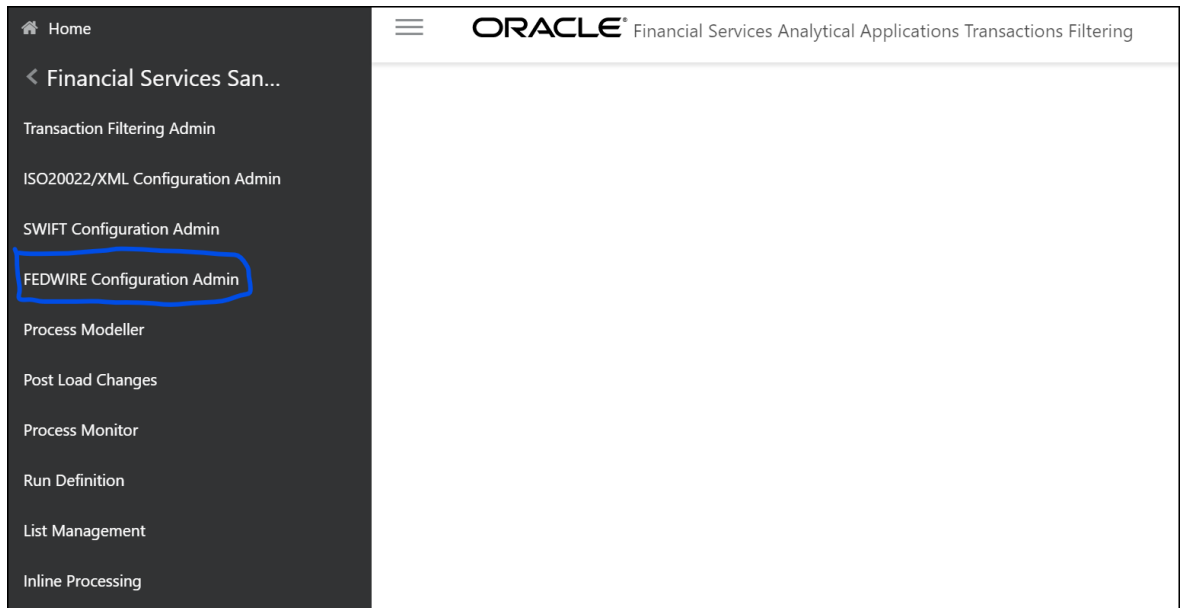 Home
Financial Services San...
Transaction Filtering Admin
ISO20022/XML Configuration Admin
SWIFT Configuration Admin
FEDWIRE Configuration Admin
Process Modeller
Post Load Changes
Process Monitor
Run Definition
List Management
Inline Processing
ORACLE® Financial Services Analytical Applications Transactions Filtering